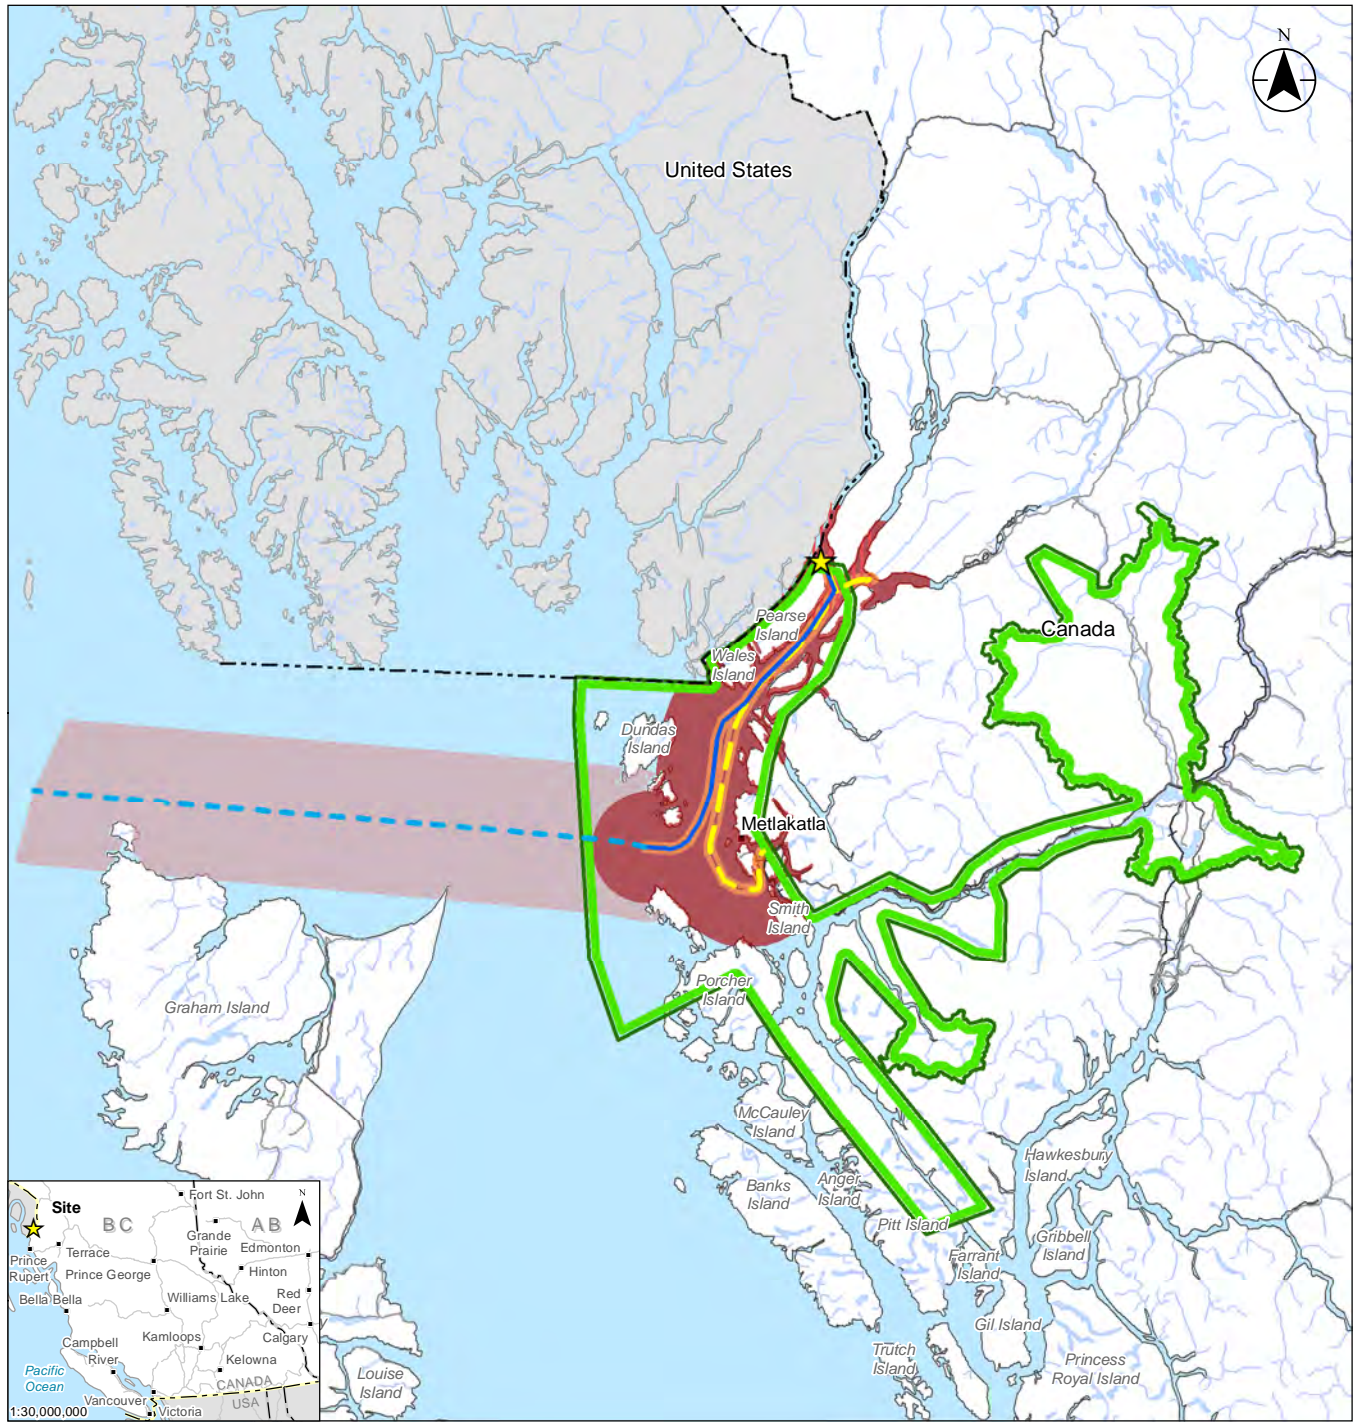 N
United States
Canada
Pearse
Island
Wales
Island
Dundas
Island
Metlakatla
Smith
Island
Porcher
Island
Graham Island
McCauley
Island
Banks
Island
Anger
Island
Pitt Island
Hawkesbury
Island
Gribbell
Island
Farrant
Island
Gil Island
Trutch
Island
Princess
Royal Island
Louise
Island
Site
N
Fort St. John
BC
AB
Grande
Prairie
Edmonton
Terrace
Prince
Rupert
Prince George
Hinton
Bella Bella
Williams Lake
Red
Deer
Campbell
River
Kamloops
Calgary
Kelowna
Pacific
Ocean
CANADA
USA
Vancouver
Victoria
1:30,000,000